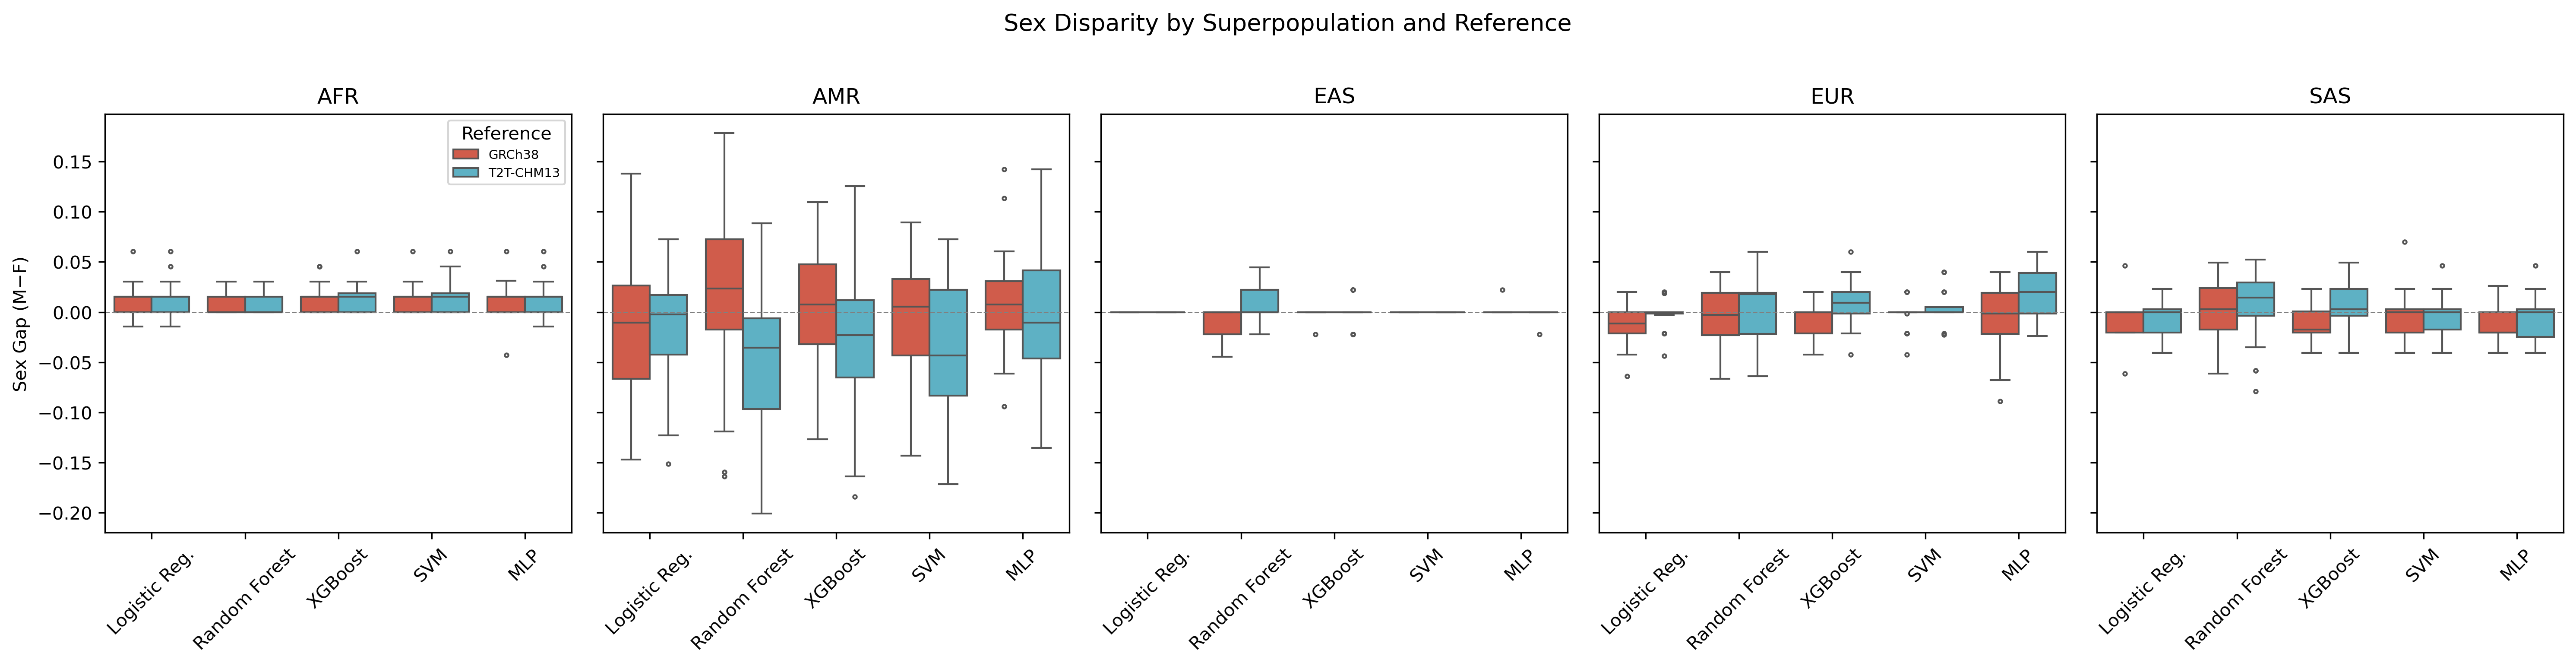 Sex Disparity by Superpopulation and Reference
AFR
AMR
EAS
EUR
SAS
Sex Gap (M−F)
0.15
0.10
0.05
0.00
−0.05
−0.10
−0.15
−0.20
Reference
GRCh38
T2T-CHM13
Logistic Reg.
Random Forest
XGBoost
SVM
MLP
Logistic Reg.
Random Forest
XGBoost
SVM
MLP
Logistic Reg.
Random Forest
XGBoost
SVM
MLP
Logistic Reg.
Random Forest
XGBoost
SVM
MLP
Logistic Reg.
Random Forest
XGBoost
SVM
MLP